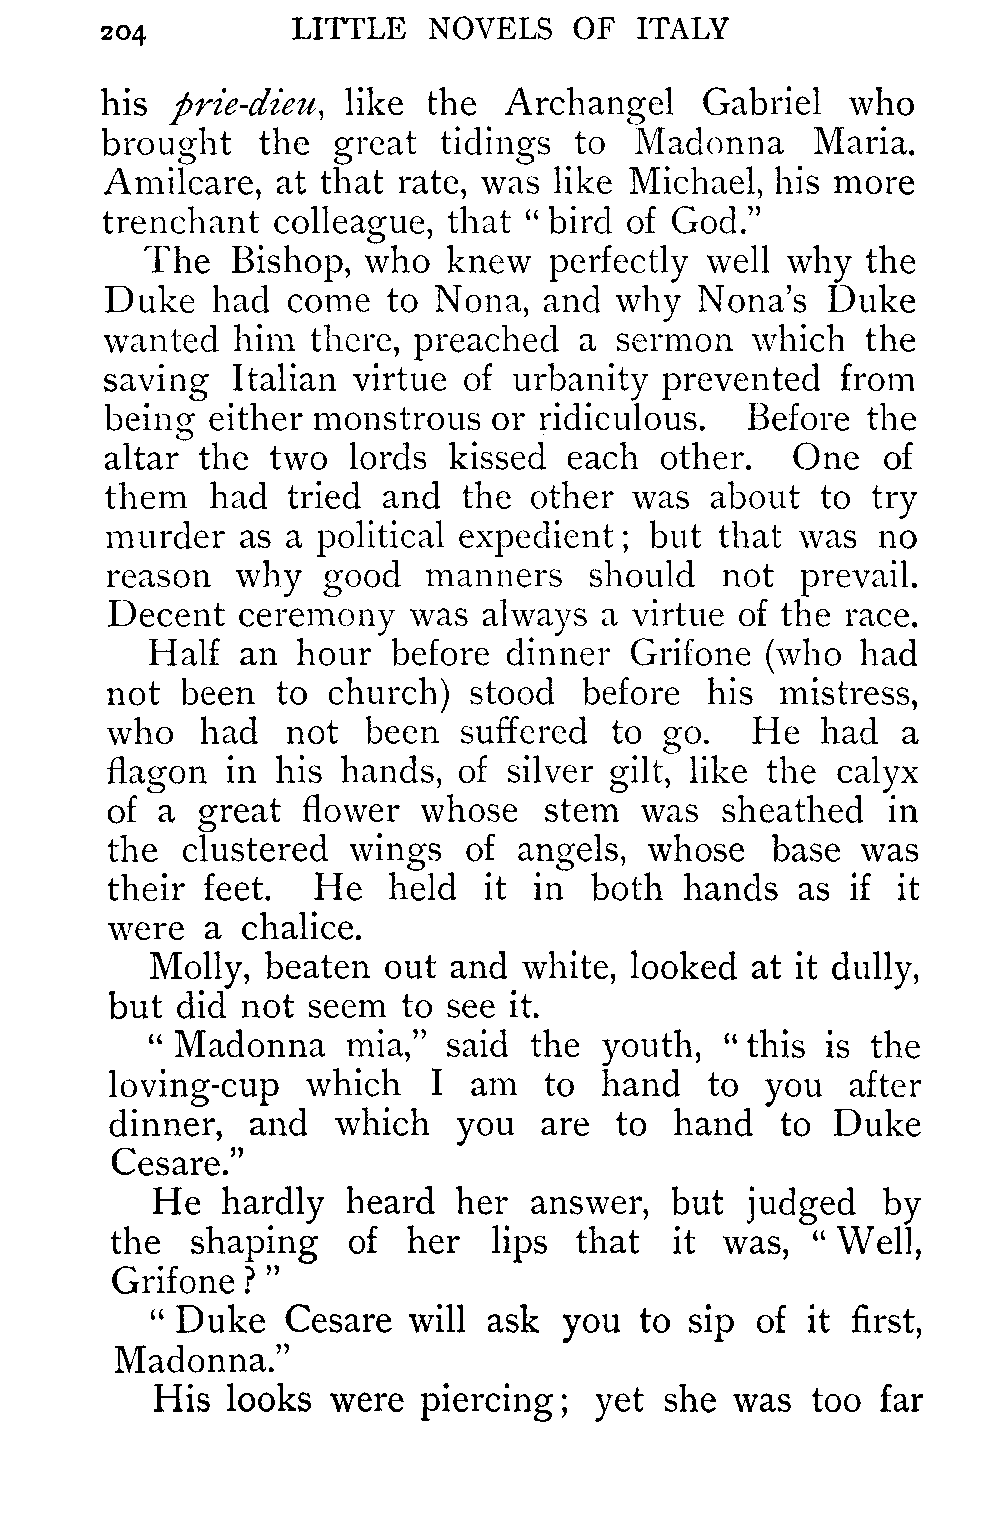 204 LITTLE NOVELS OF ITALY
his prie-dieu, like the Archangel Gabriel who
brought the great tidings to Madonna Maria.
Amilcare, at that rate, was like Michael, his more
trenchant colleague, that “bird of God.”
The Bishop, who knew perfectly well why the
Duke had come to Nona, and why Nona’s Duke
wanted him there, preached a sermon which the
saving Italian virtue of urbanity prevented from
being either monstrous or ridiculous. Before the
altar the two lords kissed each other. One of
them had tried and the other was about to try
murder as a political expedient; but that was no
reason why good manners should not prevail.
Decent ceremony was always a virtue of the race.
Half an hour before dinner Grifone (who had
not been to church) stood before his mistress,
who had not been suffered to go. He had a
flagon in his hands, of silver gilt, like the calyx
of a great flower whose stem was sheathed in
the clustered wings of angels, whose base was
their feet. He held it in both hands as if it
were a chalice.
Molly, beaten out and white, looked at it dully,
but did not seem to see it.
“Madonna mia,” said the youth, “this is the
loving-cup which I am to hand to you after
dinner, and which you are to hand to Duke
Cesare.”
He hardly heard her answer, but judged by
the shaping of her lips that it was, “Well,
Grifone?”
“Duke Cesare will ask you to sip of it first,
Madonna.”
His looks were piercing; yet she was too far